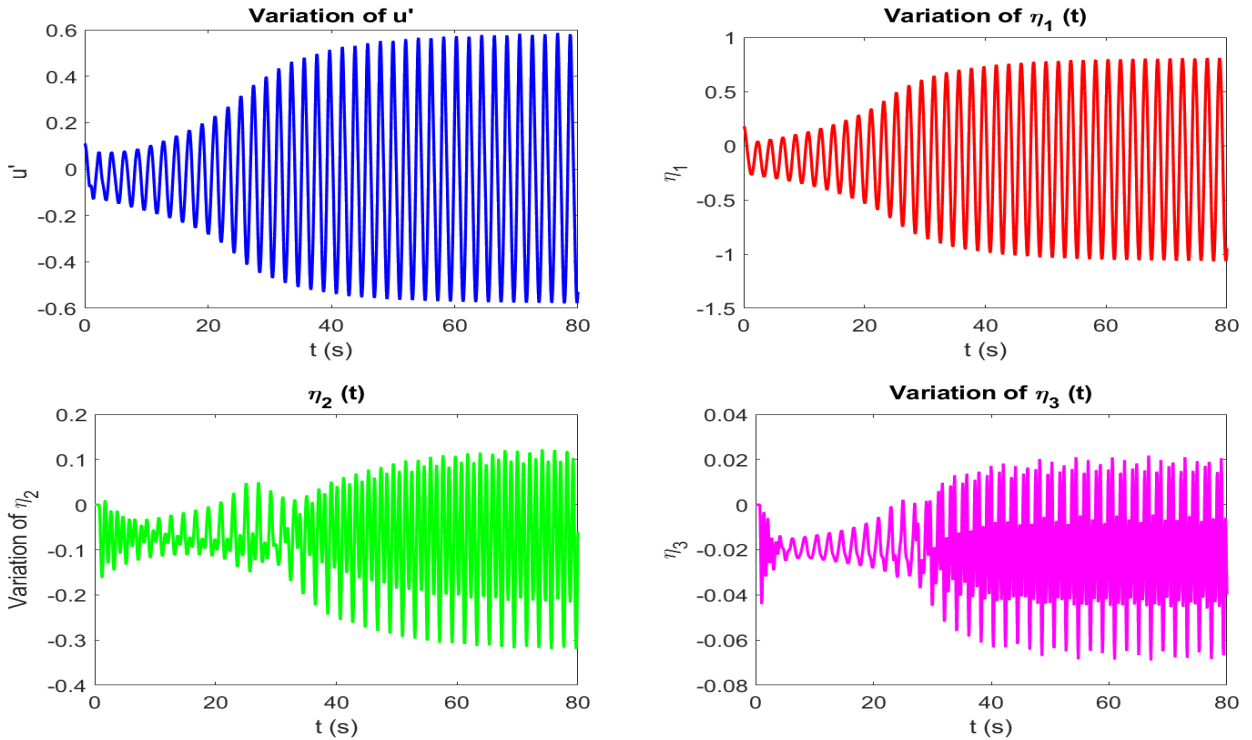 Variation of u'
0.6
0.4
0.2
0
-0.2
-0.4
-0.6
u'
0 20 40 60 80
t (s)
Variation of η1 (t)
1
0.5
0
-0.5
-1
-1.5
η1
0 20 40 60 80
t (s)
η2 (t)
0.2
0.1
0
-0.1
-0.2
-0.3
-0.4
Variation of η2
0 20 40 60 80
t (s)
Variation of η3 (t)
0.04
0.02
0
-0.02
-0.04
-0.06
-0.08
η3
0 20 40 60 80
t (s)